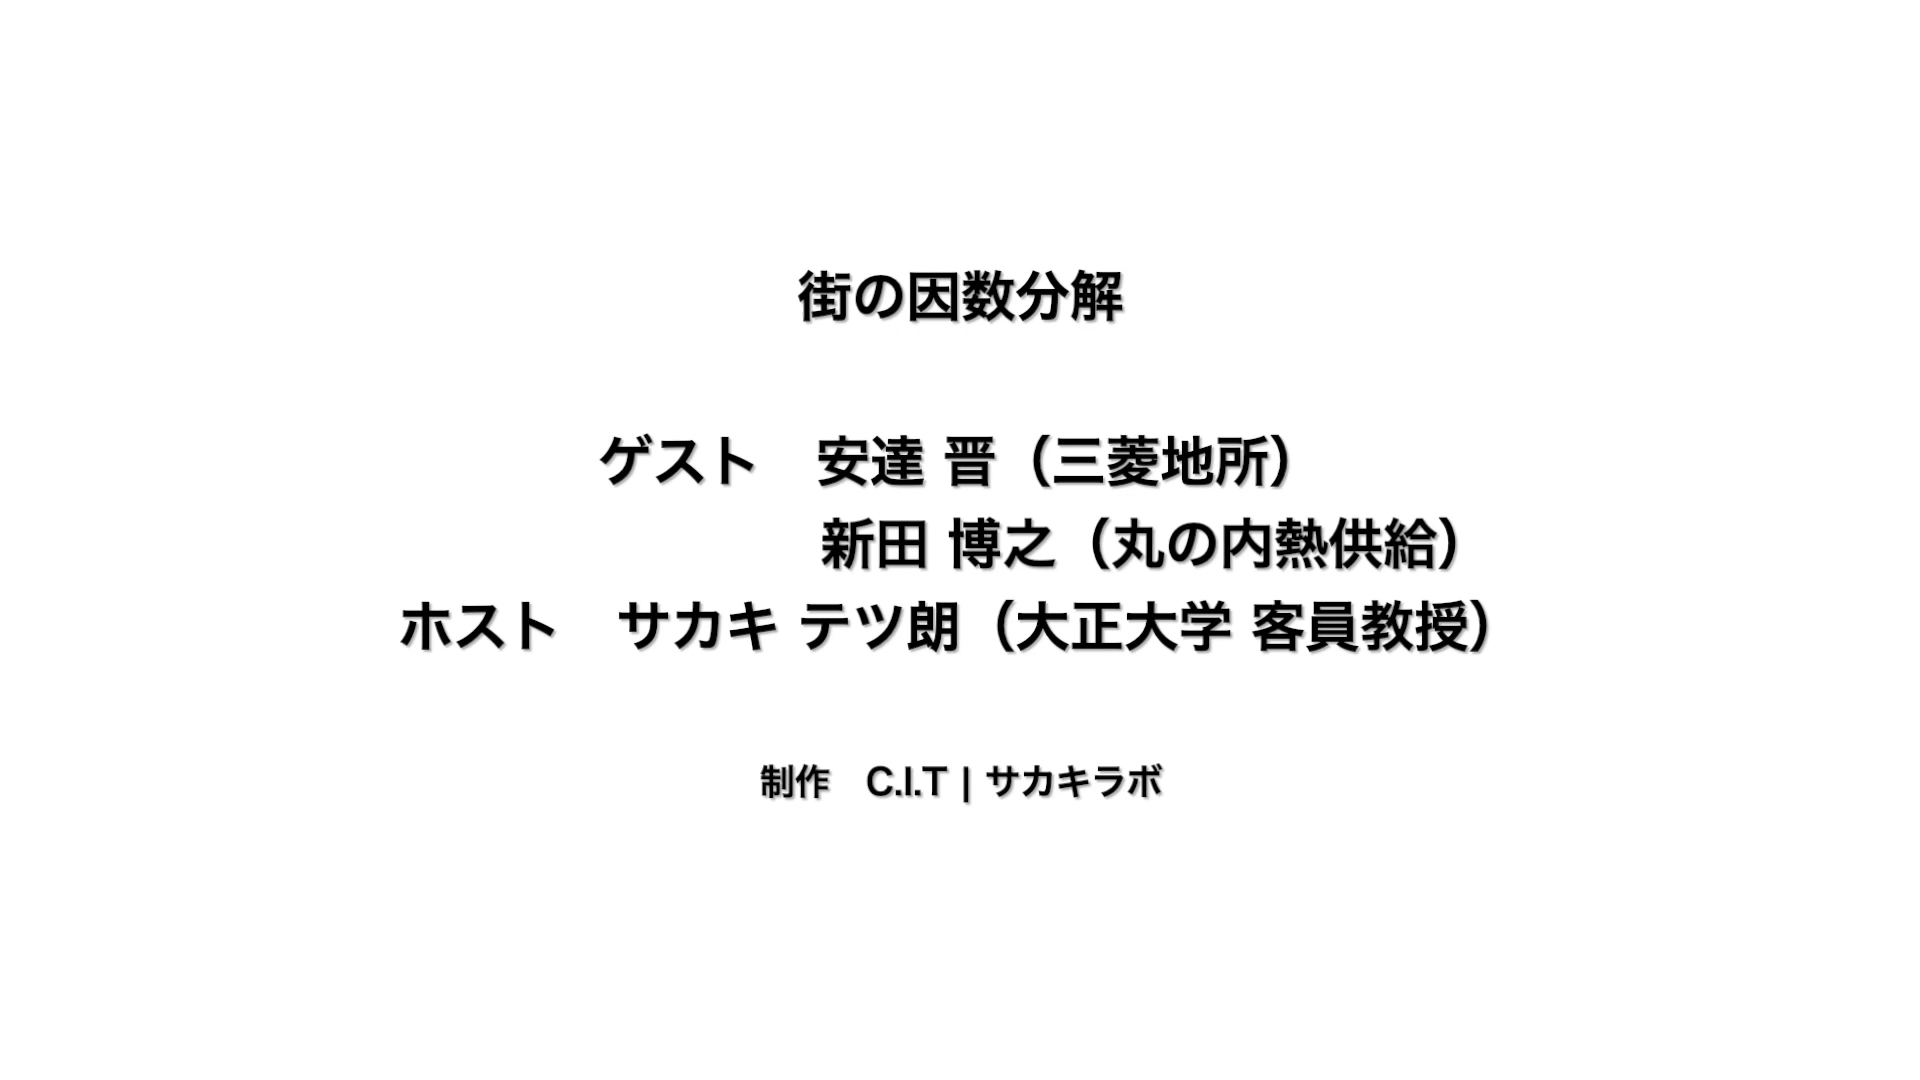 街の因数分解
ゲスト　安達 晋（三菱地所）
新田 博之（丸の内熱供給）
ホスト　サカキ テツ朗（大正大学 客員教授）
制作　C.I.T | サカキラボ